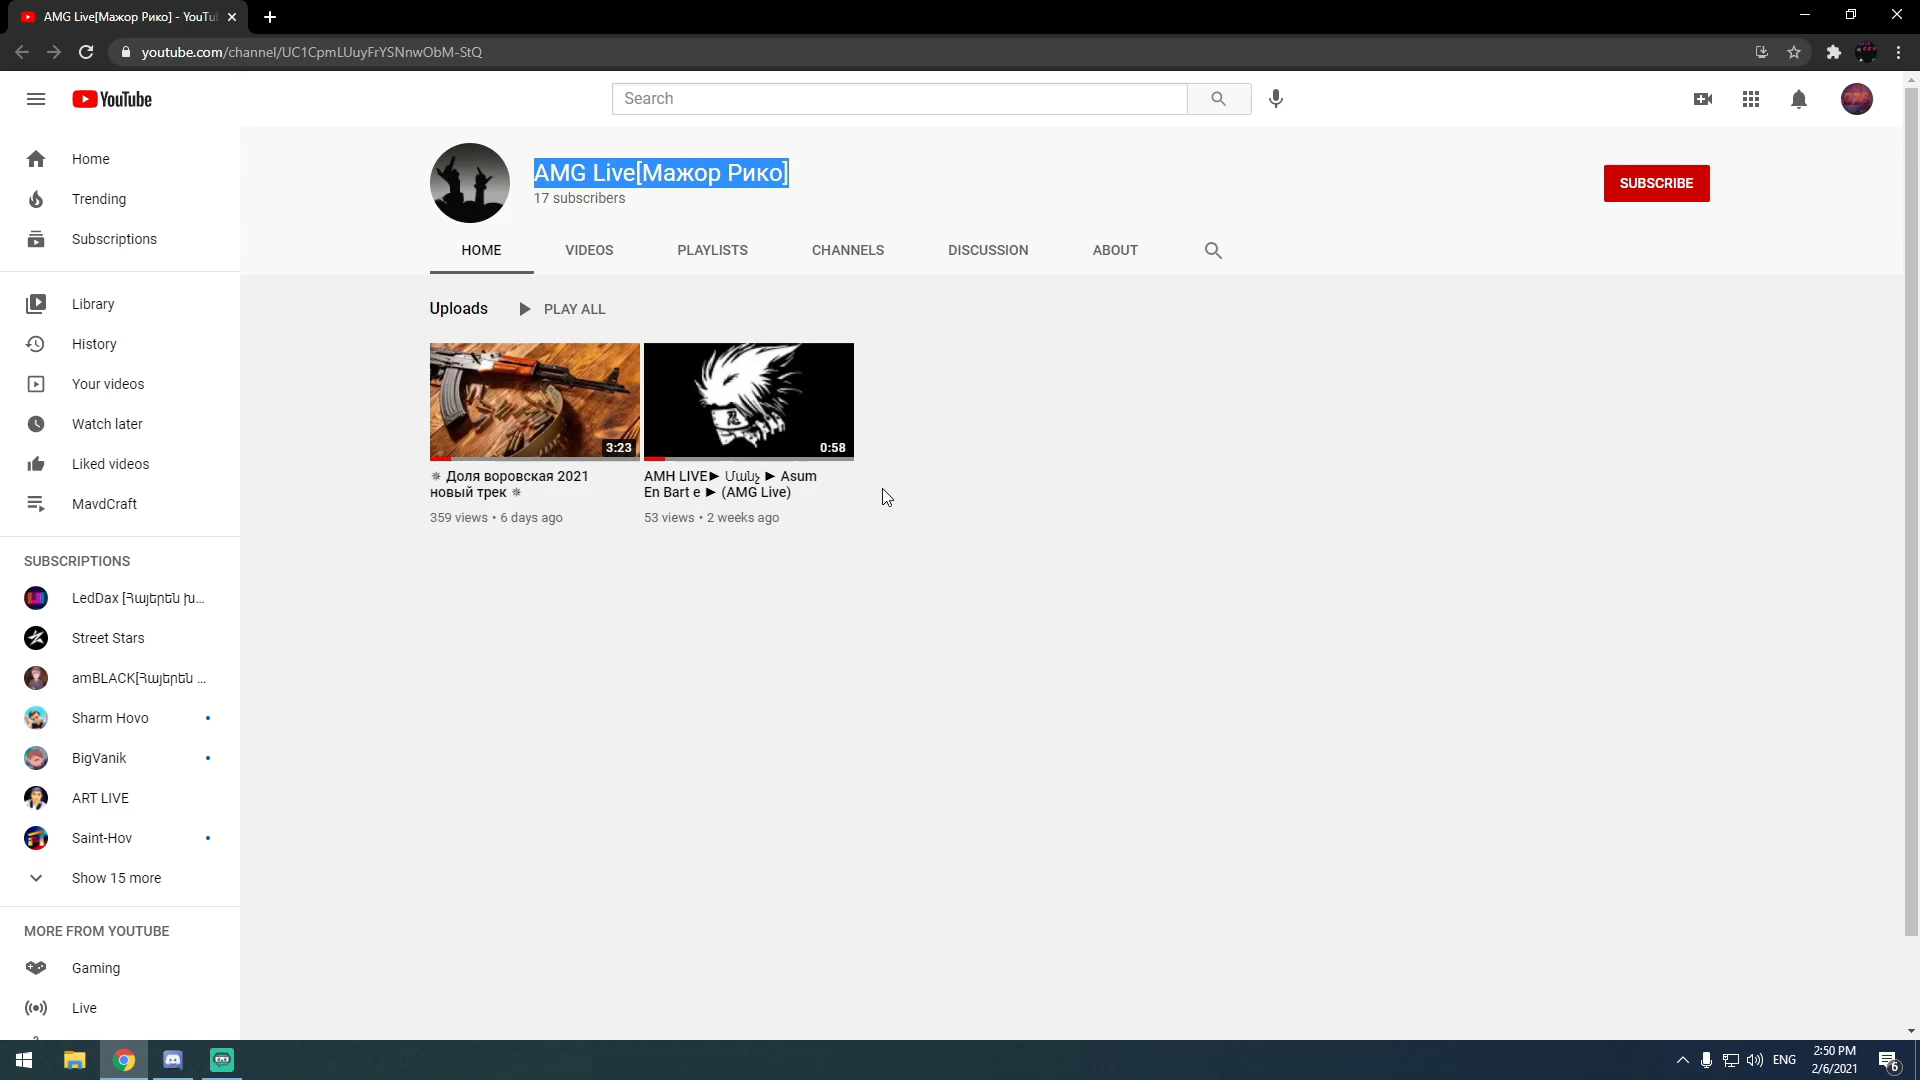 AMG Live[Мажор Рико] - YouTu
youtube.com/channel/UC1CpmLUuyFrYSNnwObM-StQ
YouTube
Search
Home
Trending
Subscriptions
Library
History
Your videos
Watch later
Liked videos
MavdCraft
SUBSCRIPTIONS
LedDax [Հայերեն խ...
Street Stars
amBLACK[Հայերեն ...
Sharm Hovo
BigVanik
ART LIVE
Saint-Hov
Show 15 more
MORE FROM YOUTUBE
Gaming
Live
AMG Live[Мажор Рико]
17 subscribers
SUBSCRIBE
HOME VIDEOS PLAYLISTS CHANNELS DISCUSSION ABOUT
Uploads ▶ PLAY ALL
3:23
✵ Доля воровская 2021
новый трек ✵
359 views • 6 days ago
0:58
AMH LIVE► Մանչ ► Asum
En Bart e ► (AMG Live)
53 views • 2 weeks ago
ENG
2:50 PM
2/6/2021
6